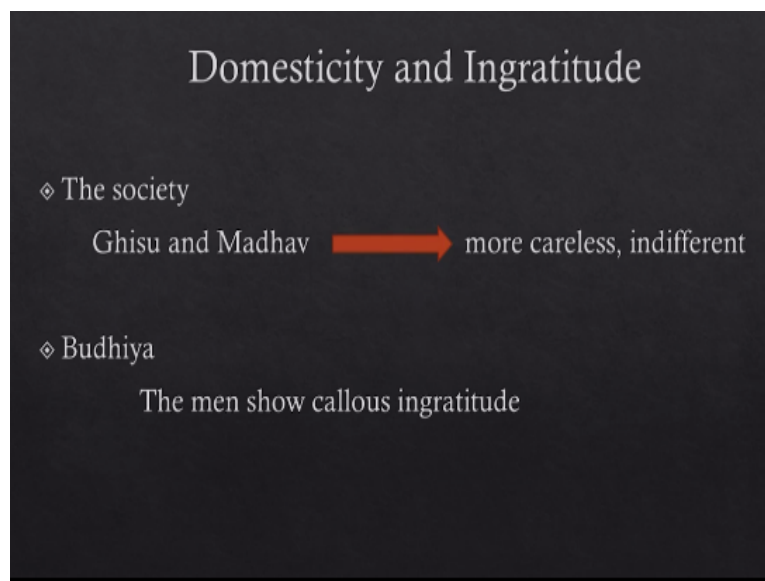 Domesticity and Ingratitude
The society
Ghisu and Madhav more careless, indifferent
Budhiya
The men show callous ingratitude